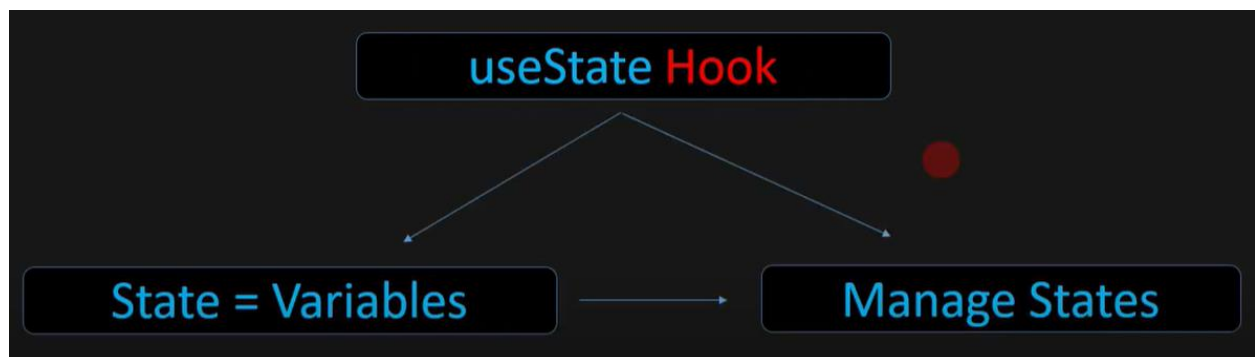 useState Hook
State = Variables
Manage States